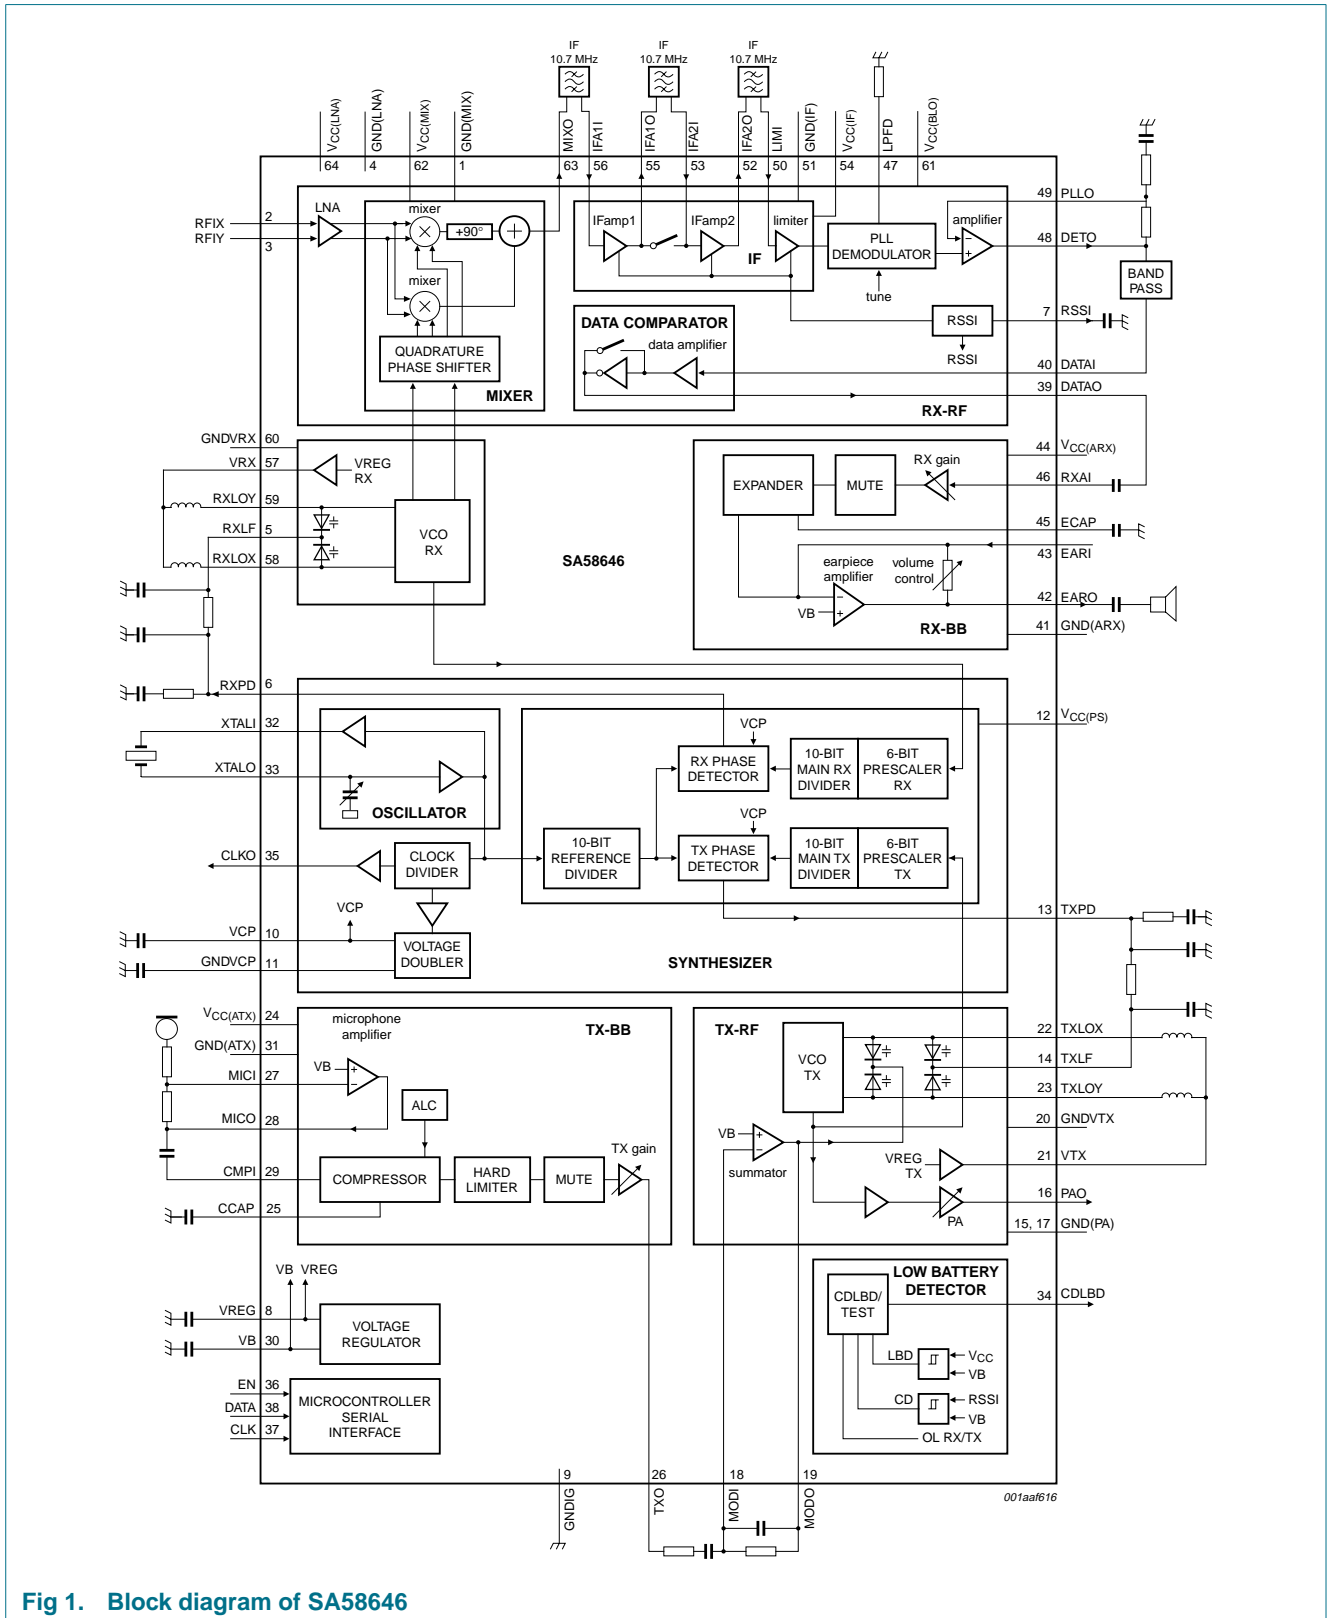 IF
10.7 MHz
IF
10.7 MHz
IF
10.7 MHz
VCC(LNA)
GND(LNA)
VCC(MIX)
GND(MIX)
MIXO
IFA1I
IFA1O
IFA2I
IFA2O
LIMI
GND(IF)
VCC(IF)
LPFD
VCC(BLO)
64
4
62
1
63
56
55
53
52
50
51
54
47
61
RFIX
2
RFIY
3
LNA
mixer
+90°
mixer
QUADRATURE
PHASE SHIFTER
MIXER
IFamp1
IFamp2
limiter
IF
PLL
DEMODULATOR
tune
amplifier
49
PLLO
48
DETO
BAND
PASS
RSSI
RSSI
7
RSSI
DATA COMPARATOR
data amplifier
40
DATAI
39
DATAO
RX-RF
GNDVRX
60
VRX
57
VREG
RX
RXLOY
59
RXLF
5
RXLOX
58
VCO
RX
SA58646
EXPANDER
MUTE
RX gain
44
VCC(ARX)
46
RXAI
45
ECAP
43
EARI
earpiece
amplifier
volume
control
VB
42
EARO
41
GND(ARX)
RX-BB
RXPD
6
XTALI
32
XTALO
33
OSCILLATOR
VCP
RX PHASE
DETECTOR
10-BIT
MAIN RX
DIVIDER
6-BIT
PRESCALER
RX
12
VCC(PS)
VCP
TX PHASE
DETECTOR
10-BIT
MAIN TX
DIVIDER
6-BIT
PRESCALER
TX
10-BIT
REFERENCE
DIVIDER
CLKO
35
CLOCK
DIVIDER
VCP
VCP
10
VOLTAGE
DOUBLER
GNDVCP
11
SYNTHESIZER
13
TXPD
VCC(ATX)
24
GND(ATX)
31
MICI
27
MICO
28
CMPI
29
CCAP
25
microphone
amplifier
VB
TX-BB
ALC
COMPRESSOR
HARD
LIMITER
MUTE
TX gain
TX-RF
VCO
TX
22
TXLOX
14
TXLF
23
TXLOY
20
GNDVTX
VB
summator
VREG
TX
21
VTX
PA
16
PAO
15, 17
GND(PA)
VB
VREG
VREG
8
VB
30
VOLTAGE
REGULATOR
EN
36
DATA
38
CLK
37
MICROCONTROLLER
SERIAL
INTERFACE
LOW BATTERY
DETECTOR
CDLBD/
TEST
34
CDLBD
LBD
VCC
VB
CD
RSSI
VB
OL RX/TX
9
26
18
19
GNDIG
TXO
MODI
MODO
001aaf616
Fig 1. Block diagram of SA58646